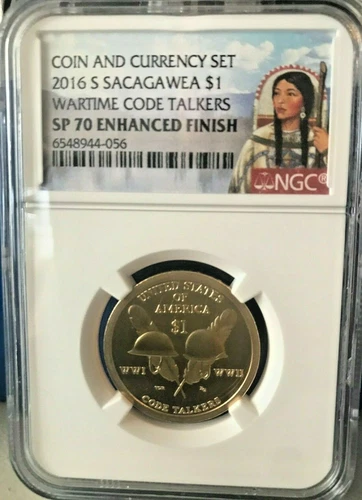 COIN AND CURRENCY SET
2016 S SACAGAWEA $1
WARTIME CODE TALKERS
SP 70 ENHANCED FINISH
6548944-056
NGC®
UNITED STATES
OF
AMERICA
$1
WWI
WWII
CODE TALKERS